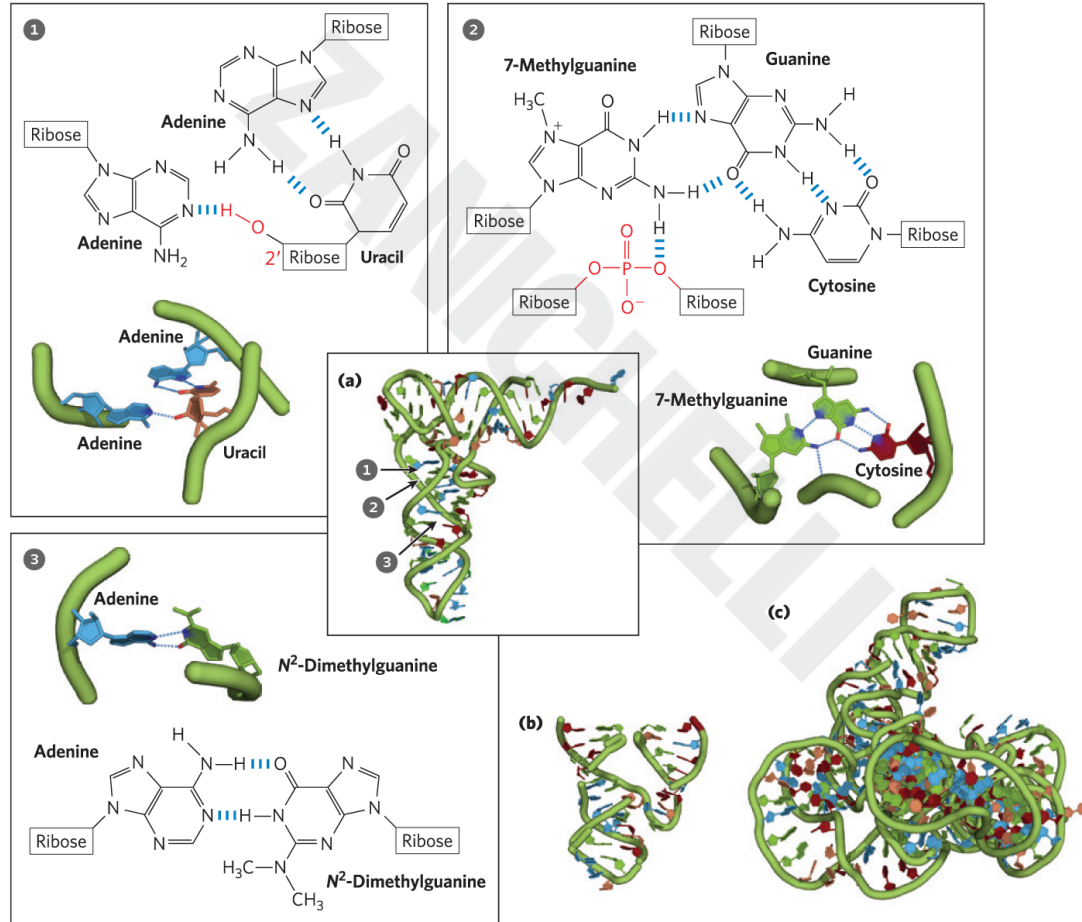 1
Ribose
N
N
N
N
Adenine
N
H
H
H
N
O
O
Ribose
N
N
N
N
H
O
Adenine
NH2
2′
Ribose
Uracil
Adenine
Adenine
Uracil
2
Ribose
Guanine
7-Methylguanine
H3C
O
N+
N
H
N
N
H
N
N
N
N
H
O
N
H
H
O
N
H
H
N
N
Ribose
H
N
H
Ribose
Cytosine
O
O
P
O
Ribose
O−
Ribose
Guanine
7-Methylguanine
Cytosine
(a)
1
2
3
3
Adenine
N2-Dimethylguanine
Adenine
H
N
H
O
N
N
N
N
N
H
N
N
N
Ribose
Ribose
H3C
N
CH3
N2-Dimethylguanine
(b)
(c)
ZANICHELLI